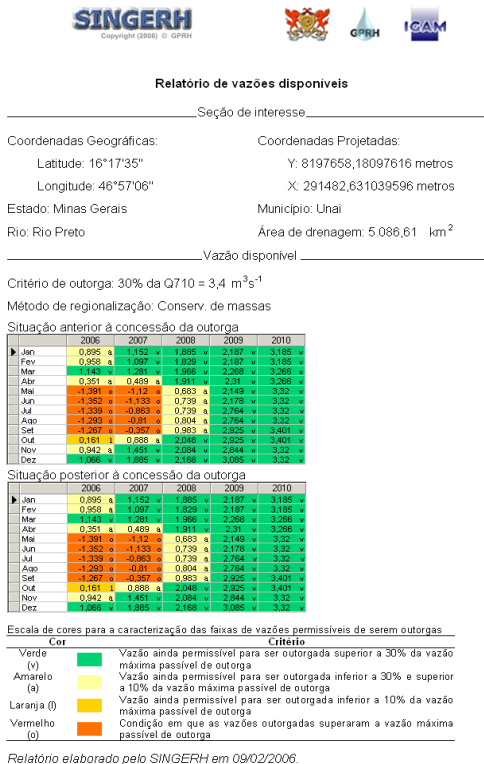 SINGERH
Copyright (2006) © GPRH
GPRH
IGAM
Relatório de vazões disponíveis
Seção de interesse
Coordenadas Geográficas: Coordenadas Projetadas:
Latitude: 16°17'35" Y: 8197658,18097616 metros
Longitude: 46°57'06" X: 291482,631039596 metros
Estado: Minas Gerais Município: Unai
Rio: Rio Preto Área de drenagem: 5.086,61 km2
Vazão disponível
Critério de outorga: 30% da Q710 = 3,4 m3s-1
Método de regionalização: Conserv. de massas
Situação anterior à concessão da outorga
2006 2007 2008 2009 2010
Jan 0,895 a 1,152 v 1,885 v 2,187 v 3,185 v
Fev 0,958 a 1,097 v 1,829 v 2,187 v 3,185 v
Mar 1,143 v 1,281 v 1,966 v 2,268 v 3,266 v
Abr 0,351 a 0,489 a 1,911 v 2,31 v 3,266 v
Mai -1,391 o -1,12 o 0,683 a 2,149 v 3,32 v
Jun -1,352 o -1,133 o 0,739 a 2,178 v 3,32 v
Jul -1,339 o -0,863 o 0,739 a 2,764 v 3,32 v
Ago -1,293 o -0,81 o 0,804 a 2,764 v 3,32 v
Set -1,267 o -0,357 o 0,983 a 2,925 v 3,401 v
Out 0,161 l 0,888 a 2,048 v 2,925 v 3,401 v
Nov 0,942 a 1,451 v 2,084 v 2,844 v 3,32 v
Dez 1,066 v 1,885 v 2,168 v 3,085 v 3,32 v
Situação posterior à concessão da outorga
2006 2007 2008 2009 2010
Jan 0,895 a 1,152 v 1,885 v 2,187 v 3,185 v
Fev 0,958 a 1,097 v 1,829 v 2,187 v 3,185 v
Mar 1,143 v 1,281 v 1,966 v 2,268 v 3,266 v
Abr 0,351 a 0,489 a 1,911 v 2,31 v 3,266 v
Mai -1,391 o -1,12 o 0,683 a 2,149 v 3,32 v
Jun -1,352 o -1,133 o 0,739 a 2,178 v 3,32 v
Jul -1,339 o -0,863 o 0,739 a 2,764 v 3,32 v
Ago -1,293 o -0,81 o 0,804 a 2,764 v 3,32 v
Set -1,267 o -0,357 o 0,983 a 2,925 v 3,401 v
Out 0,161 l 0,888 a 2,048 v 2,925 v 3,401 v
Nov 0,942 a 1,451 v 2,084 v 2,844 v 3,32 v
Dez 1,066 v 1,885 v 2,168 v 3,085 v 3,32 v
Escala de cores para a caracterização das faixas de vazões permissíveis de serem outorgadas
Cor Critério
Verde (v) Vazão ainda permissível para ser outorgada superior a 30% da vazão
máxima passível de outorga
Amarelo (a) Vazão ainda permissível para ser outorgada inferior a 30% e superior
a 10% da vazão máxima passível de outorga
Laranja (l) Vazão ainda permissível para ser outorgada inferior a 10% da vazão
máxima passível de outorga
Vermelho (o) Condição em que as vazões outorgadas superaram a vazão máxima
passível de outorga
Relatório elaborado pelo SINGERH em 09/02/2006.